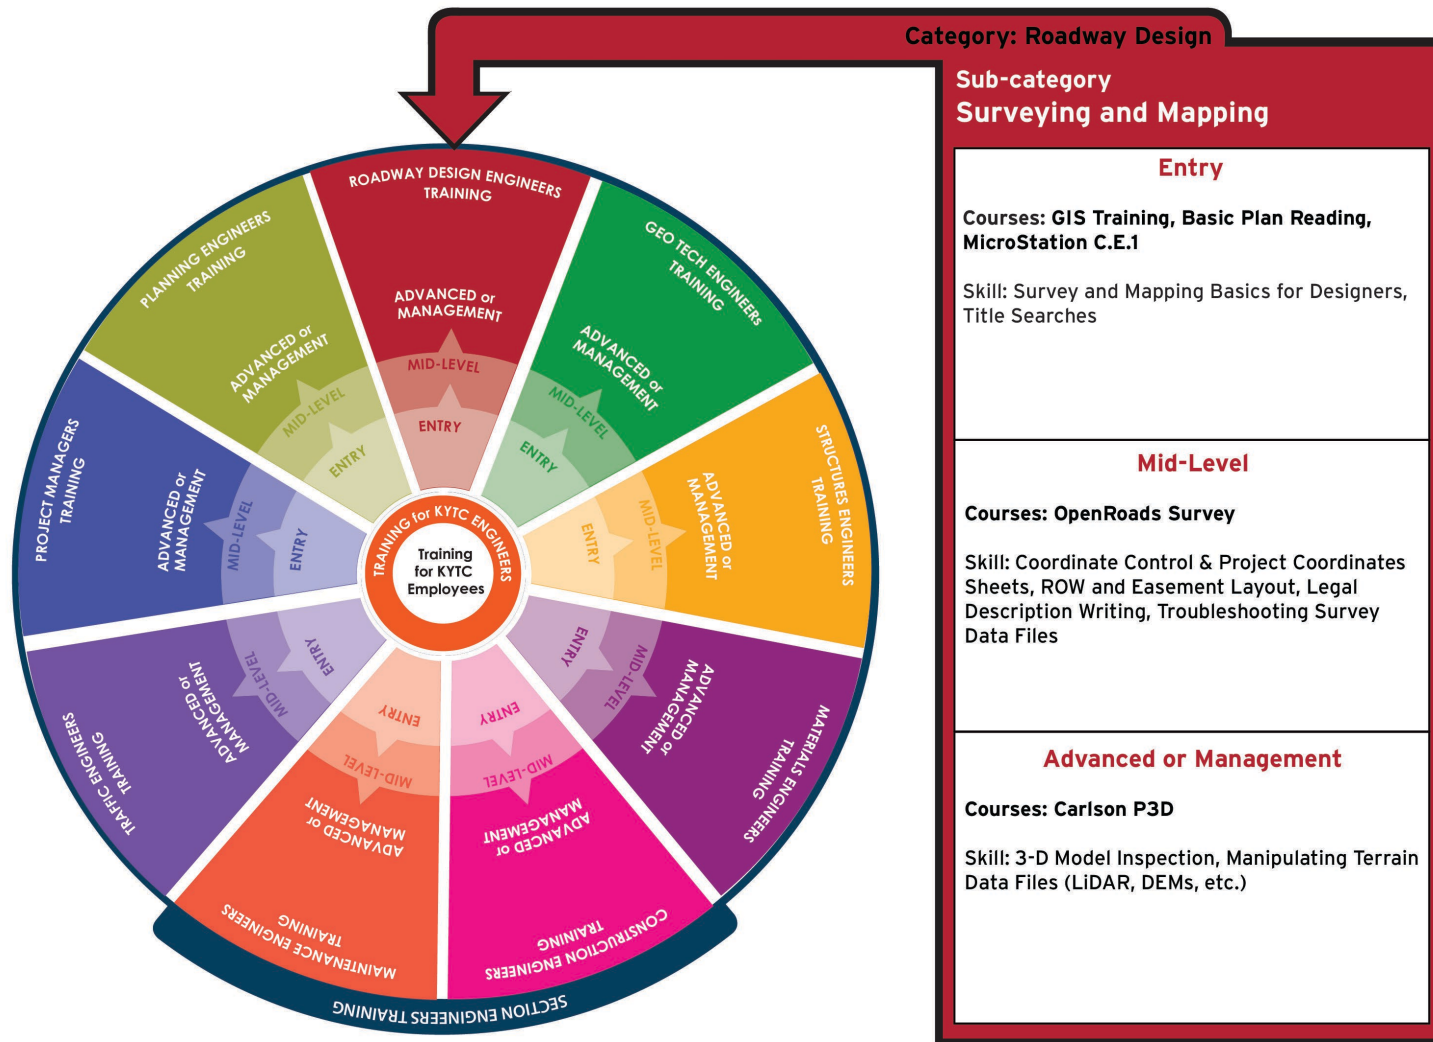 Category: Roadway Design
Sub-category
Surveying and Mapping
Entry
Courses: GIS Training, Basic Plan Reading,
MicroStation C.E.1
Skill: Survey and Mapping Basics for Designers,
Title Searches
Mid-Level
Courses: OpenRoads Survey
Skill: Coordinate Control & Project Coordinates
Sheets, ROW and Easement Layout, Legal
Description Writing, Troubleshooting Survey
Data Files
Advanced or Management
Courses: Carlson P3D
Skill: 3-D Model Inspection, Manipulating Terrain
Data Files (LiDAR, DEMs, etc.)
ROADWAY DESIGN ENGINEERS
TRAINING
ADVANCED or
MANAGEMENT
MID-LEVEL
ENTRY
GEO TECH ENGINEERS
TRAINING
ADVANCED or
MANAGEMENT
MID-LEVEL
ENTRY
STRUCTURES ENGINEERS
TRAINING
ADVANCED or
MANAGEMENT
MID-LEVEL
ENTRY
MATERIALS ENGINEERS
TRAINING
ADVANCED or
MANAGEMENT
MID-LEVEL
ENTRY
CONSTRUCTION ENGINEERS
TRAINING
ADVANCED or
MANAGEMENT
MID-LEVEL
ENTRY
MAINTENANCE ENGINEERS
TRAINING
ADVANCED or
MANAGEMENT
MID-LEVEL
ENTRY
TRAFFIC ENGINEERS
TRAINING
ADVANCED or
MANAGEMENT
MID-LEVEL
ENTRY
PROJECT MANAGERS
TRAINING
ADVANCED or
MANAGEMENT
MID-LEVEL
ENTRY
PLANNING ENGINEERS
TRAINING
ADVANCED or
MANAGEMENT
MID-LEVEL
ENTRY
TRAINING for KYTC ENGINEERS
Training
for KYTC
Employees
SECTION ENGINEERS TRAINING